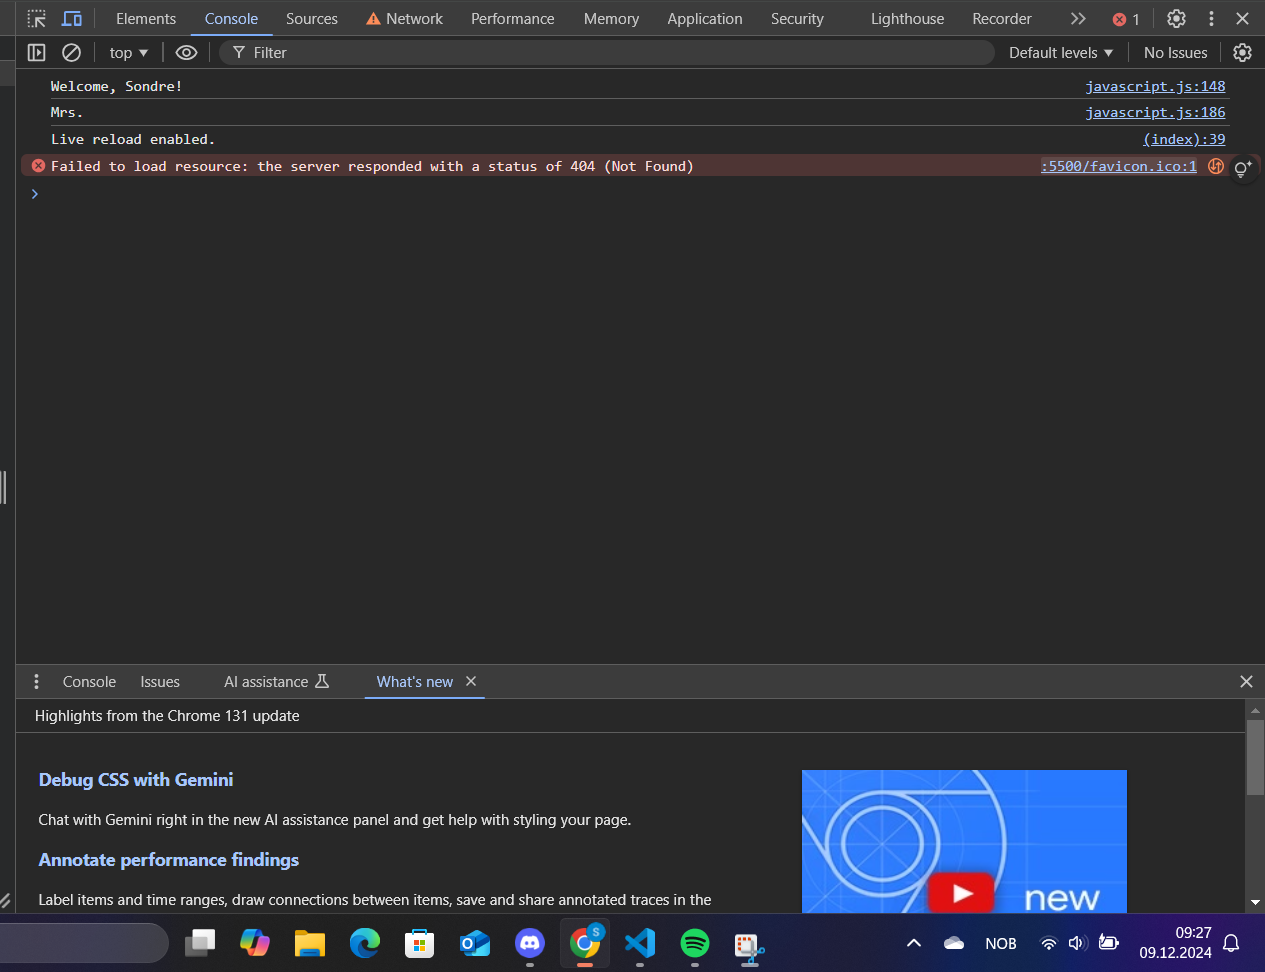 Elements Console Sources Network Performance Memory Application Security Lighthouse Recorder 1
top Filter Default levels No Issues
Welcome, Sondre! javascript.js:148
Mrs. javascript.js:186
Live reload enabled. (index):39
Failed to load resource: the server responded with a status of 404 (Not Found) :5500/favicon.ico:1
Console Issues AI assistance What's new
Highlights from the Chrome 131 update
Debug CSS with Gemini
Chat with Gemini right in the new AI assistance panel and get help with styling your page.
Annotate performance findings
Label items and time ranges, draw connections between items, save and share annotated traces in the
new
S
NOB
09:27
09.12.2024